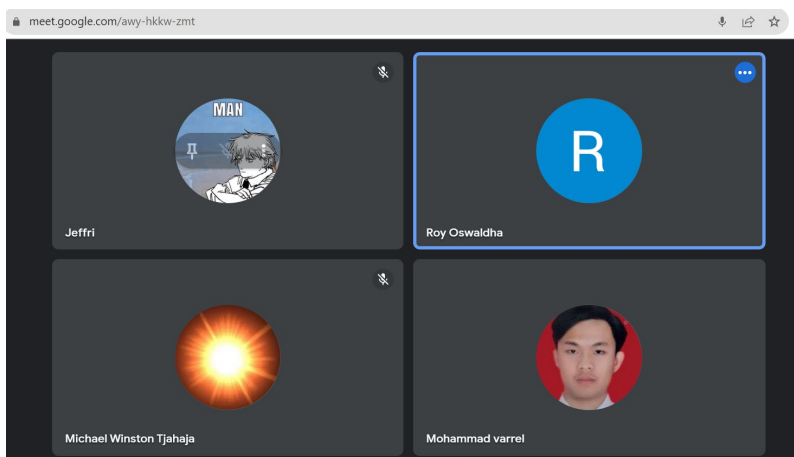 meet.google.com/awy-hkkw-zmt
MAN
Jeffri
R
Roy Oswaldha
Michael Winston Tjahaja
Mohammad varrel